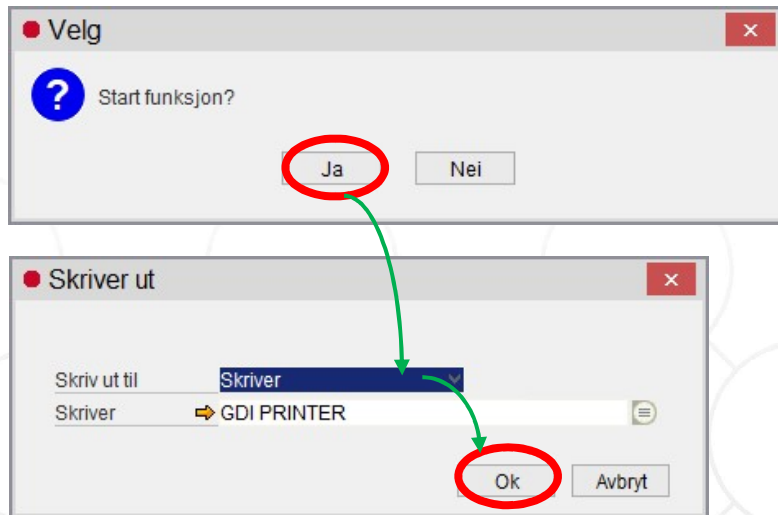 Velg
?
Start funksjon?
Ja Nei
Skriver ut
Skriv ut til Skriver
Skriver GDI PRINTER
Ok Avbryt